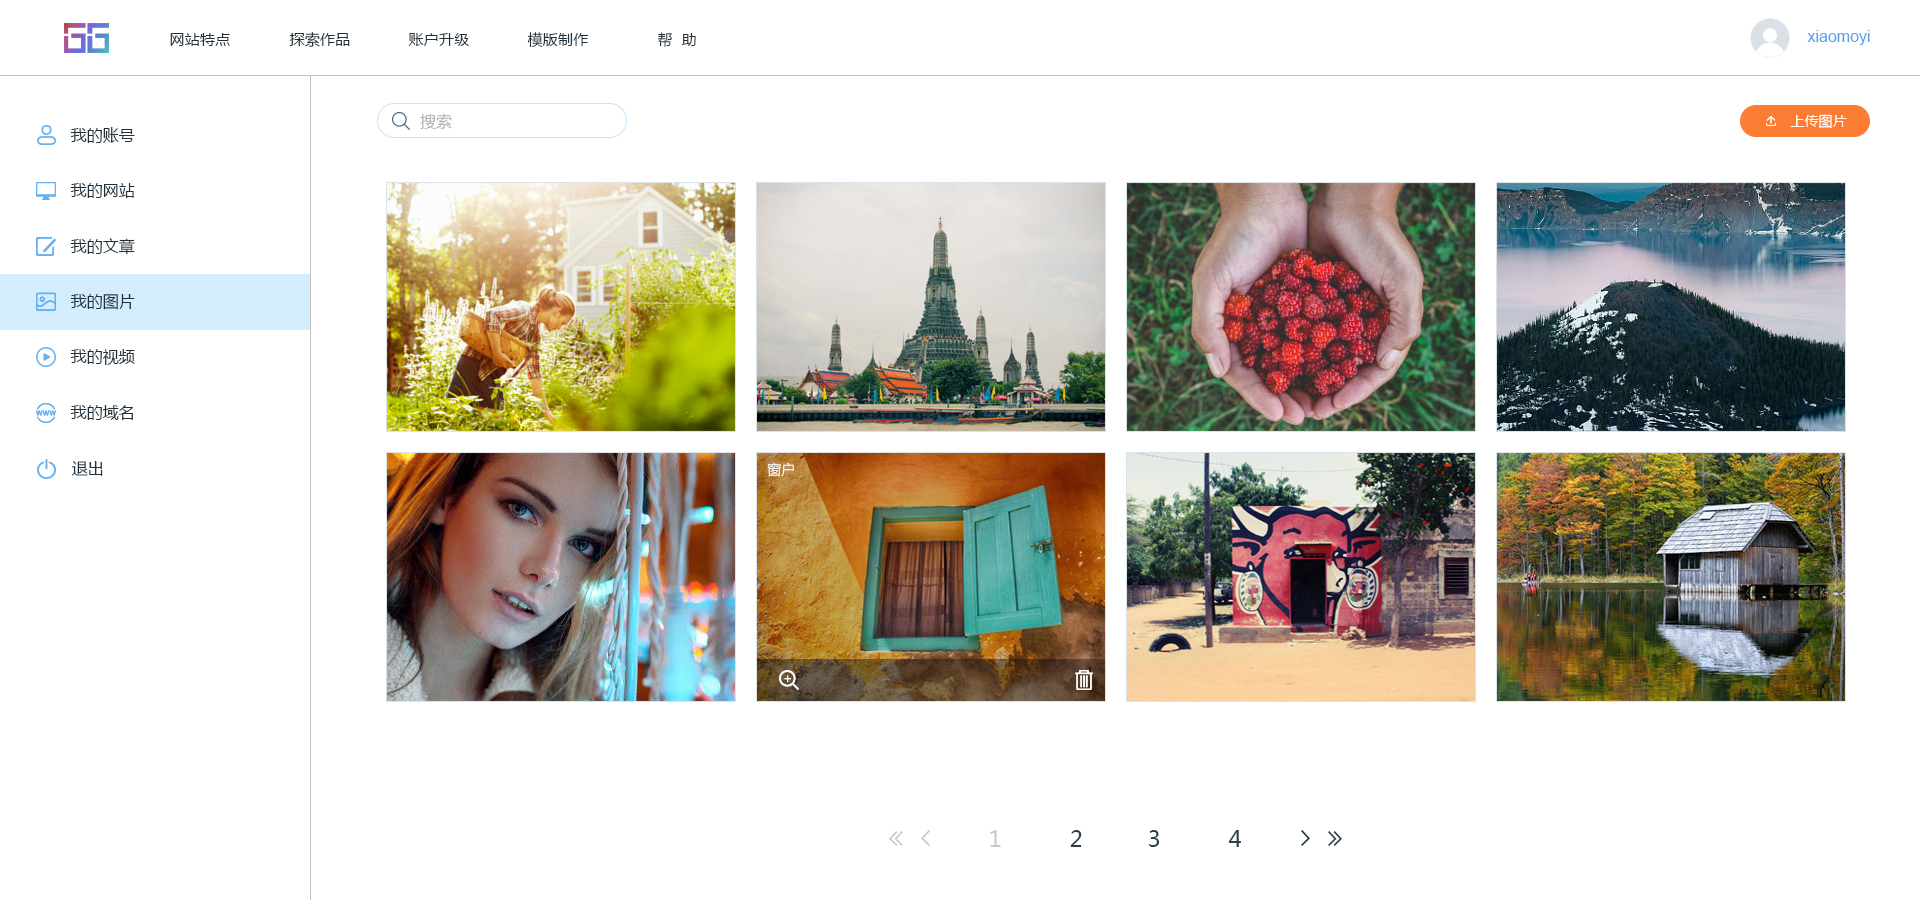 GG
网站特点
探索作品
账户升级
模版制作
帮 助
xiaomoyi
我的账号
我的网站
我的文章
我的图片
我的视频
www
我的域名
退出
搜索
上传图片
窗户
1 2 3 4